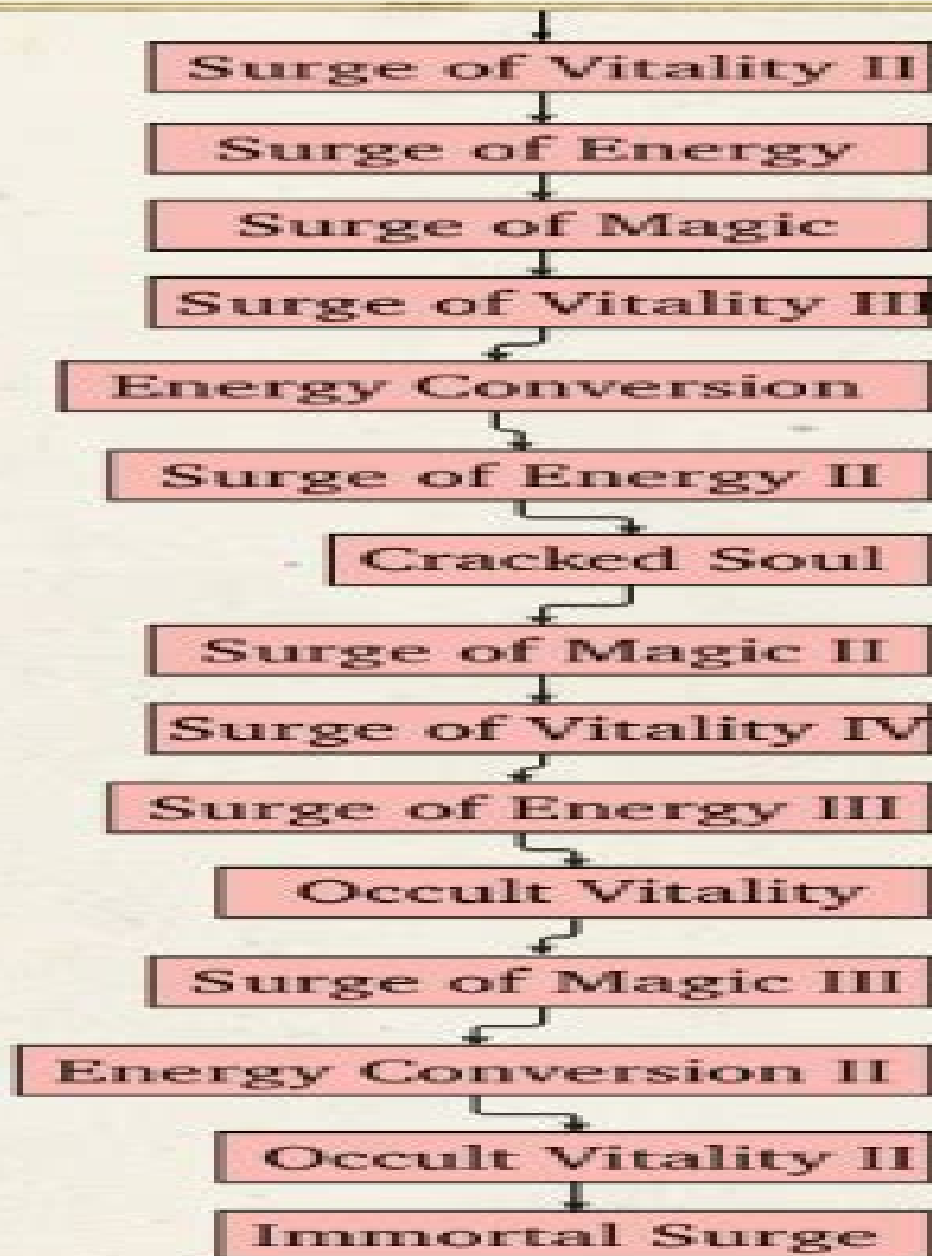 Surge of Vitality II
Surge of Energy
Surge of Magic
Surge of Vitality III
Energy Conversion
Surge of Energy II
Cracked Soul
Surge of Magic II
Surge of Vitality IV
Surge of Energy III
Occult Vitality
Surge of Magic III
Energy Conversion II
Occult Vitality II
Immortal Surge